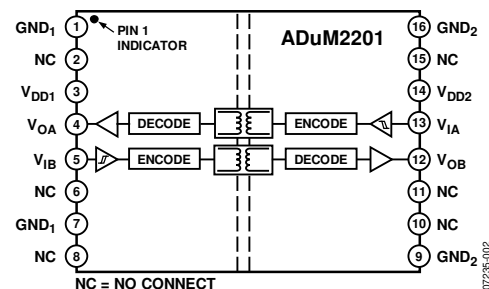 PIN 1
INDICATOR
ADuM2201
GND1 1
NC 2
VDD1 3
VOA 4
VIB 5
NC 6
GND1 7
NC 8
DECODE ENCODE
ENCODE DECODE
16 GND2
15 NC
14 VDD2
13 VIA
12 VOB
11 NC
10 NC
9 GND2
NC = NO CONNECT
07235-002